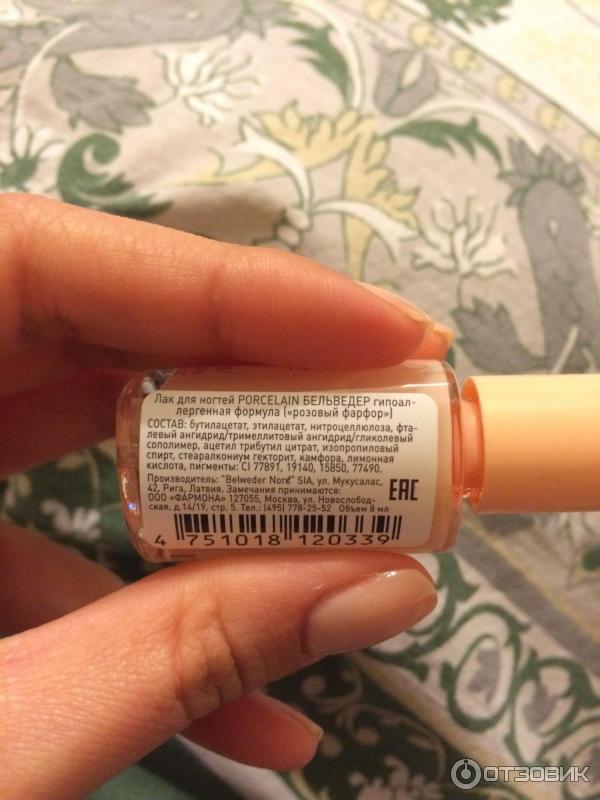 Лак для ногтей PORCELAIN БЕЛЬВЕДЕР гипоал-
лергенная формула («розовый фарфор»)
СОСТАВ: бутилацетат, этилацетат, нитроцеллюлоза, фта-
левый ангидрид/тримеллитовый ангидрид/гликолевый
сополимер, ацетил трибутил цитрат, изопропиловый
спирт, стеаралкониум гекторит, камфора, лимонная
кислота, пигменты: CI 77891, 19140, 15850, 77490.
Производитель: "Belweder Nord" SIA, ул. Мукусалас,
42, Рига, Латвия. Замечания принимаются:
ООО «ФАРМОНА» 127055, Москва, ул. Новослобод-
ская, д.14/19, стр. 5. Тел.: (495) 778-25-52 Объем 8 мл
EAC
4 751018 120339
ОТЗОВИК